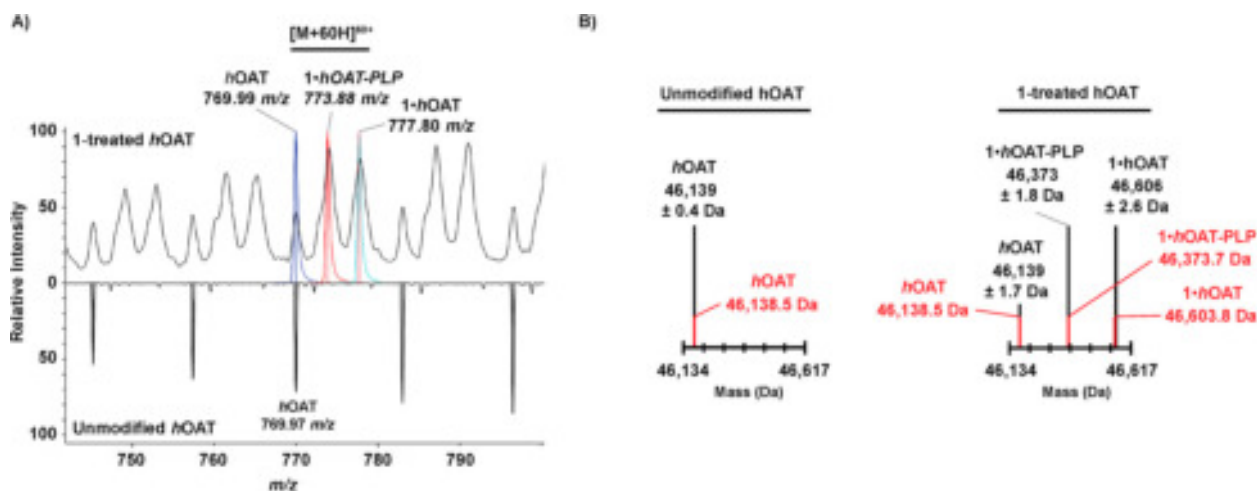 A)
[M+60H]⁶⁰⁺
hOAT
769.99 m/z
1•hOAT-PLP
773.88 m/z
1•hOAT
777.80 m/z
1-treated hOAT
100
50
0
50
100
Relative Intensity
hOAT
769.97 m/z
Unmodified hOAT
750
760
770
780
790
m/z
B)
Unmodified hOAT
hOAT
46,139
± 0.4 Da
hOAT
46,138.5 Da
46,134
46,617
Mass (Da)
1-treated hOAT
1•hOAT-PLP
46,373
± 1.8 Da
1•hOAT
46,606
± 2.6 Da
hOAT
46,139
± 1.7 Da
hOAT
46,138.5 Da
1•hOAT-PLP
46,373.7 Da
1•hOAT
46,603.8 Da
46,134
46,617
Mass (Da)